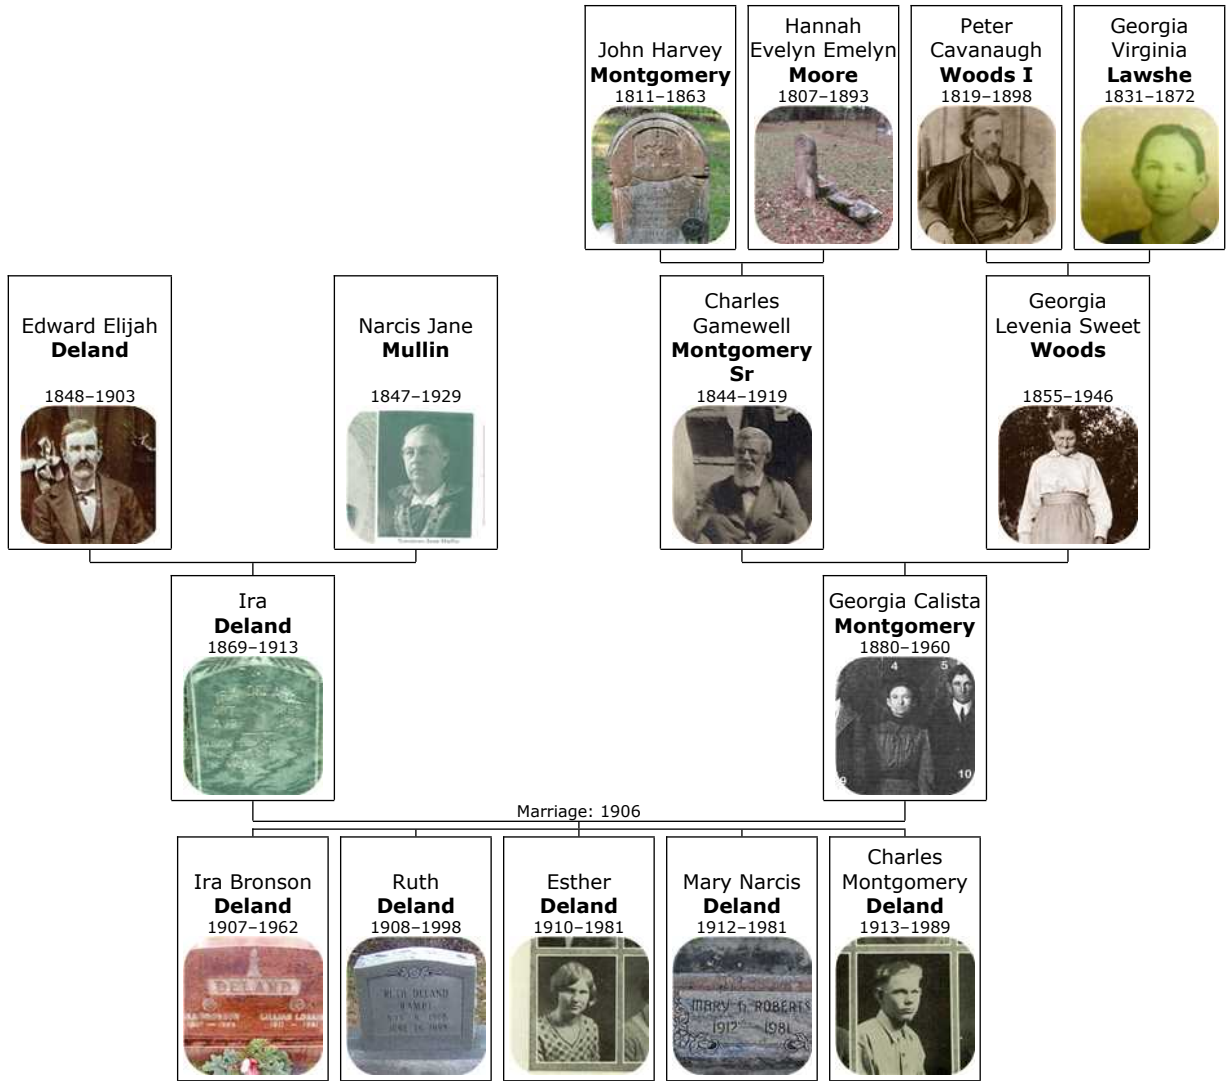 John Harvey
Montgomery
1811–1863
Hannah
Evelyn Emelyn
Moore
1807–1893
Peter
Cavanaugh
Woods I
1819–1898
Georgia
Virginia
Lawshe
1831–1872
Edward Elijah
Deland
1848–1903
Narcis Jane
Mullin
1847–1929
Charles
Gamewell
Montgomery
Sr
1844–1919
Georgia
Levenia Sweet
Woods
1855–1946
Ira
Deland
1869–1913
Georgia Calista
Montgomery
1880–1960
4 5
9 10
Marriage: 1906
Ira Bronson
Deland
1907–1962
DELAND
Ruth
Deland
1908–1998
RUTH DELAND
Esther
Deland
1910–1981
Mary Narcis
Deland
1912–1981
MARY G ROBERTS
1912 1981
Charles
Montgomery
Deland
1913–1989